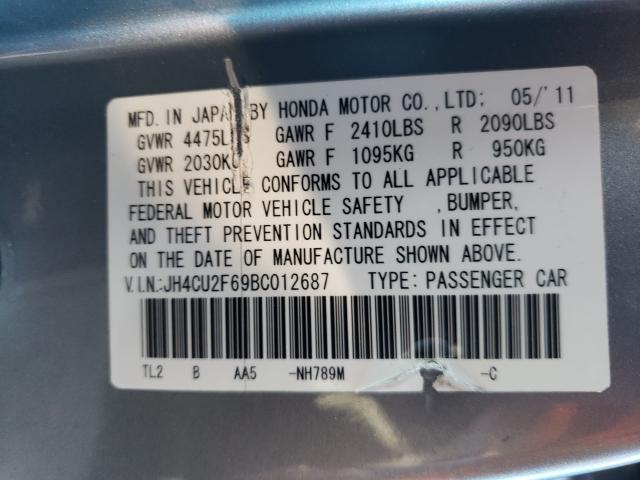 MFD. IN JAPAN BY HONDA MOTOR CO., LTD; 05/'11
GVWR 4475LBS GAWR F 2410LBS R 2090LBS
GVWR 2030KG GAWR F 1095KG R 950KG
THIS VEHICLE CONFORMS TO ALL APPLICABLE
FEDERAL MOTOR VEHICLE SAFETY ,BUMPER,
AND THEFT PREVENTION STANDARDS IN EFFECT
ON THE DATE OF MANUFACTURE SHOWN ABOVE.
V.I.N.:JH4CU2F69BC012687 TYPE: PASSENGER CAR
TL2 B AA5 -NH789M -C